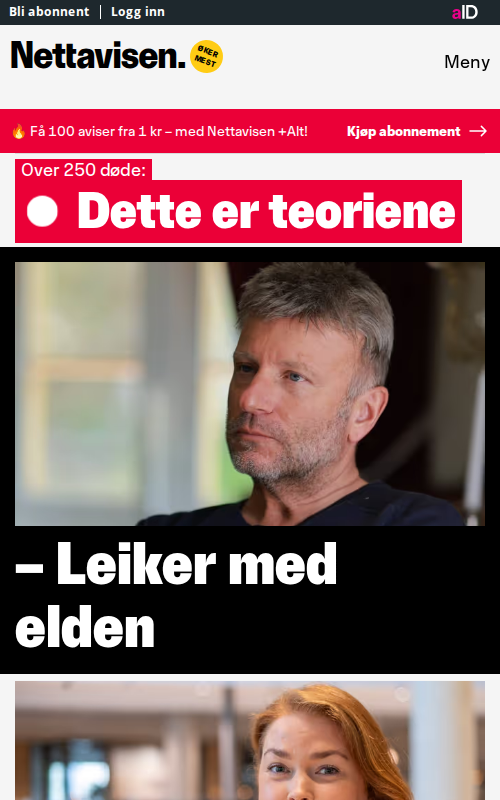 Bli abonnent | Logg inn
aID
Nettavisen.
ØKER
MEST
Meny
Få 100 aviser fra 1 kr – med Nettavisen +Alt!
Kjøp abonnement
Over 250 døde:
Dette er teoriene
– Leiker med
elden